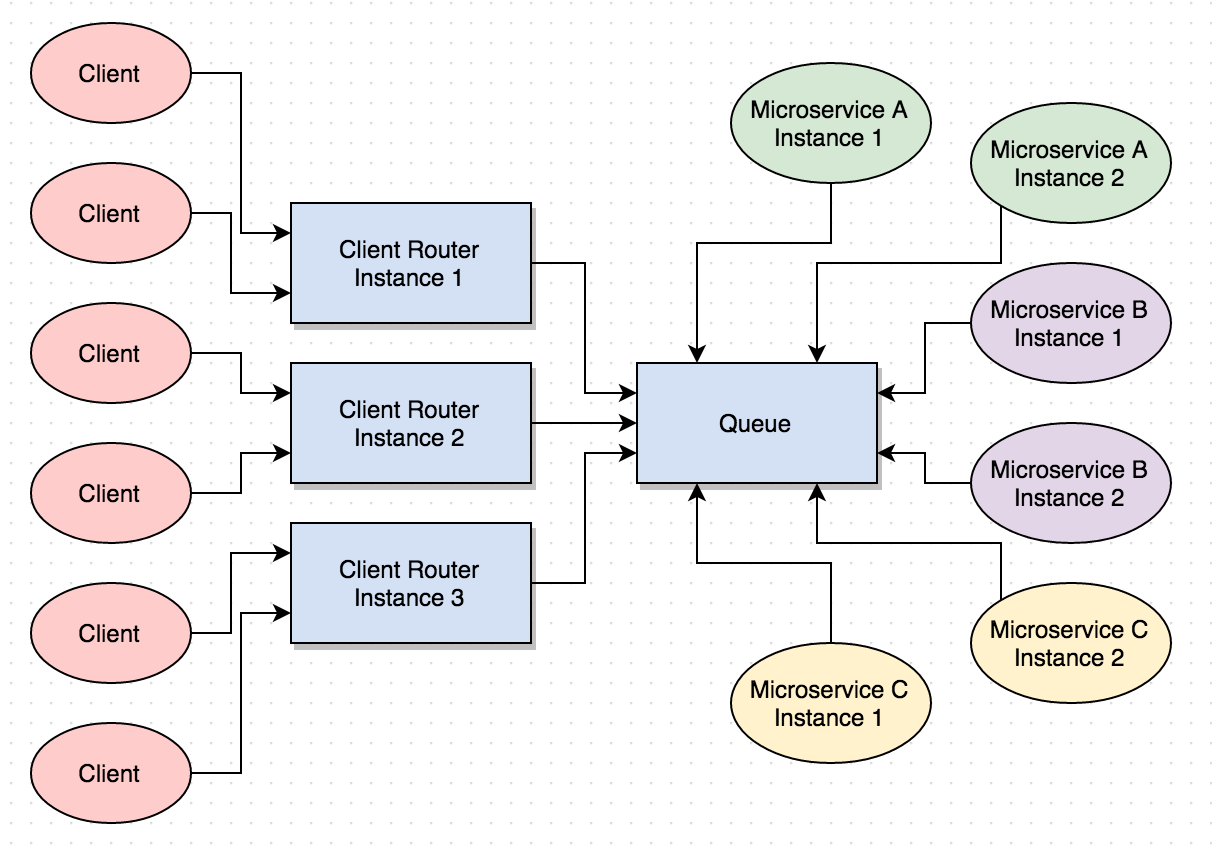 Client
Client
Client
Client
Client
Client
Client Router
Instance 1
Client Router
Instance 2
Client Router
Instance 3
Queue
Microservice A
Instance 1
Microservice A
Instance 2
Microservice B
Instance 1
Microservice B
Instance 2
Microservice C
Instance 2
Microservice C
Instance 1